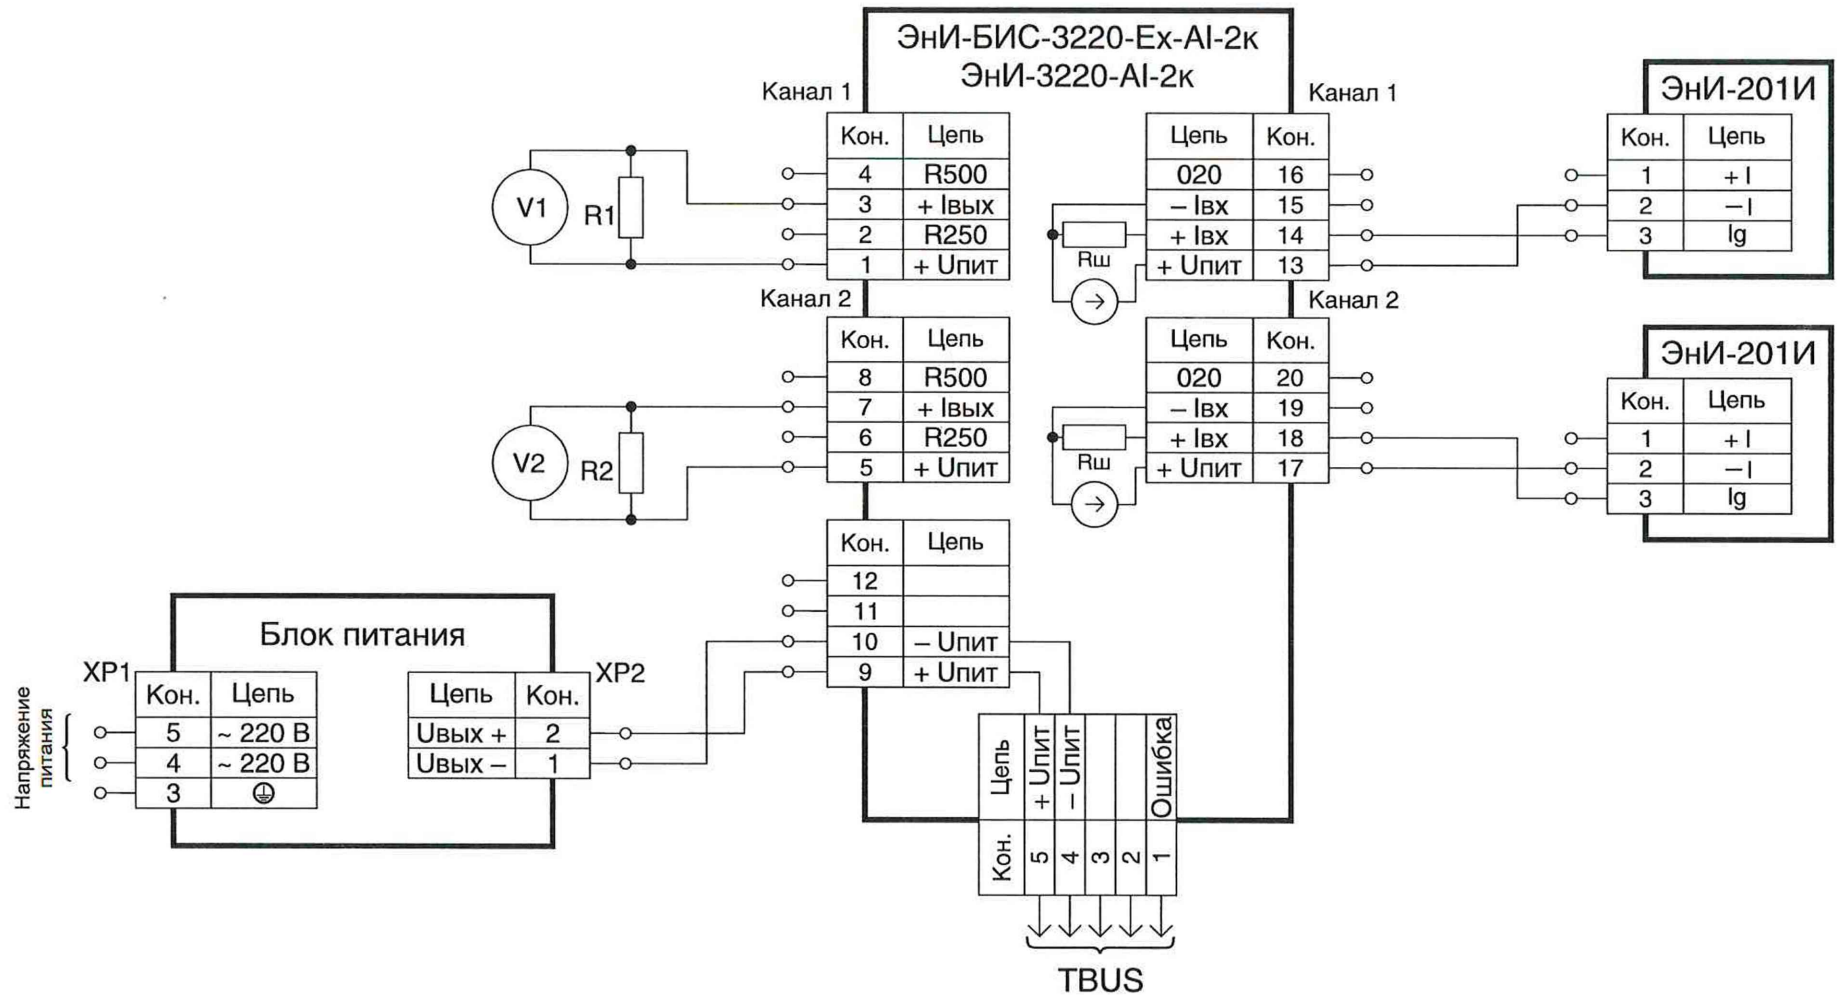 ЭнИ-БИС-3220-Ex-AI-2к
ЭнИ-3220-AI-2к
Канал 1
Кон. Цепь
4 R500
3 + Iвых
2 R250
1 + Uпит
V1
R1
Канал 2
Кон. Цепь
8 R500
7 + Iвых
6 R250
5 + Uпит
V2
R2
Кон. Цепь
12
11
10 – Uпит
9 + Uпит
Канал 1
Цепь Кон.
020 16
– Iвх 15
+ Iвх 14
+ Uпит 13
Rш
Канал 2
Цепь Кон.
020 20
– Iвх 19
+ Iвх 18
+ Uпит 17
Rш
ЭнИ-201И
Кон. Цепь
1 + I
2 – I
3 Ig
ЭнИ-201И
Кон. Цепь
1 + I
2 – I
3 Ig
Блок питания
XP1
Кон. Цепь
5 ~ 220 В
4 ~ 220 В
3
Напряжение
питания
XP2
Цепь Кон.
Uвых + 2
Uвых – 1
Кон. Цепь
5 + Uпит
4 – Uпит
3
2
1 Ошибка
TBUS